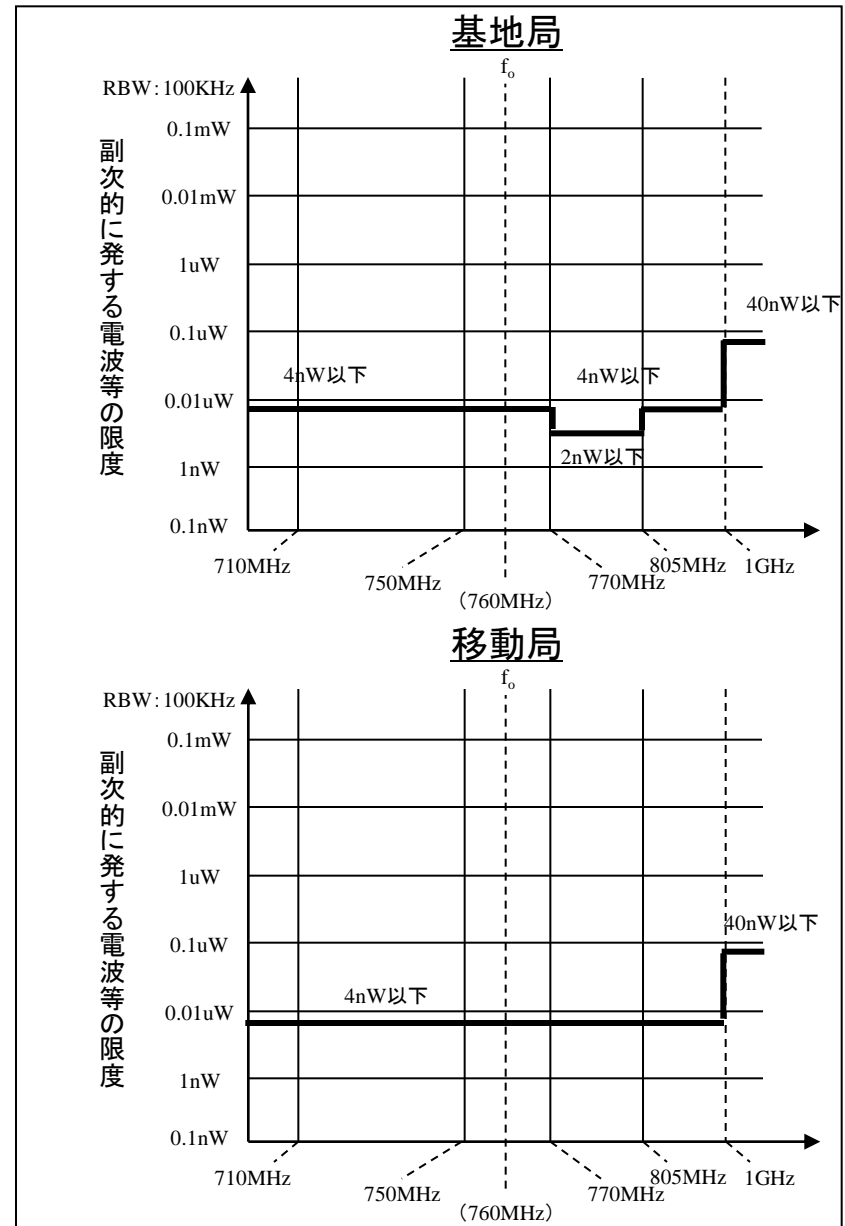 基地局
fo
RBW:100KHz
0.1mW
0.01mW
1uW
0.1uW
0.01uW
1nW
0.1nW
副次的に発する電波等の限度
40nW以下
4nW以下
4nW以下
2nW以下
710MHz
750MHz
(760MHz)
770MHz
805MHz
1GHz
移動局
fo
RBW:100KHz
0.1mW
0.01mW
1uW
0.1uW
0.01uW
1nW
0.1nW
副次的に発する電波等の限度
40nW以下
4nW以下
710MHz
750MHz
(760MHz)
770MHz
805MHz
1GHz